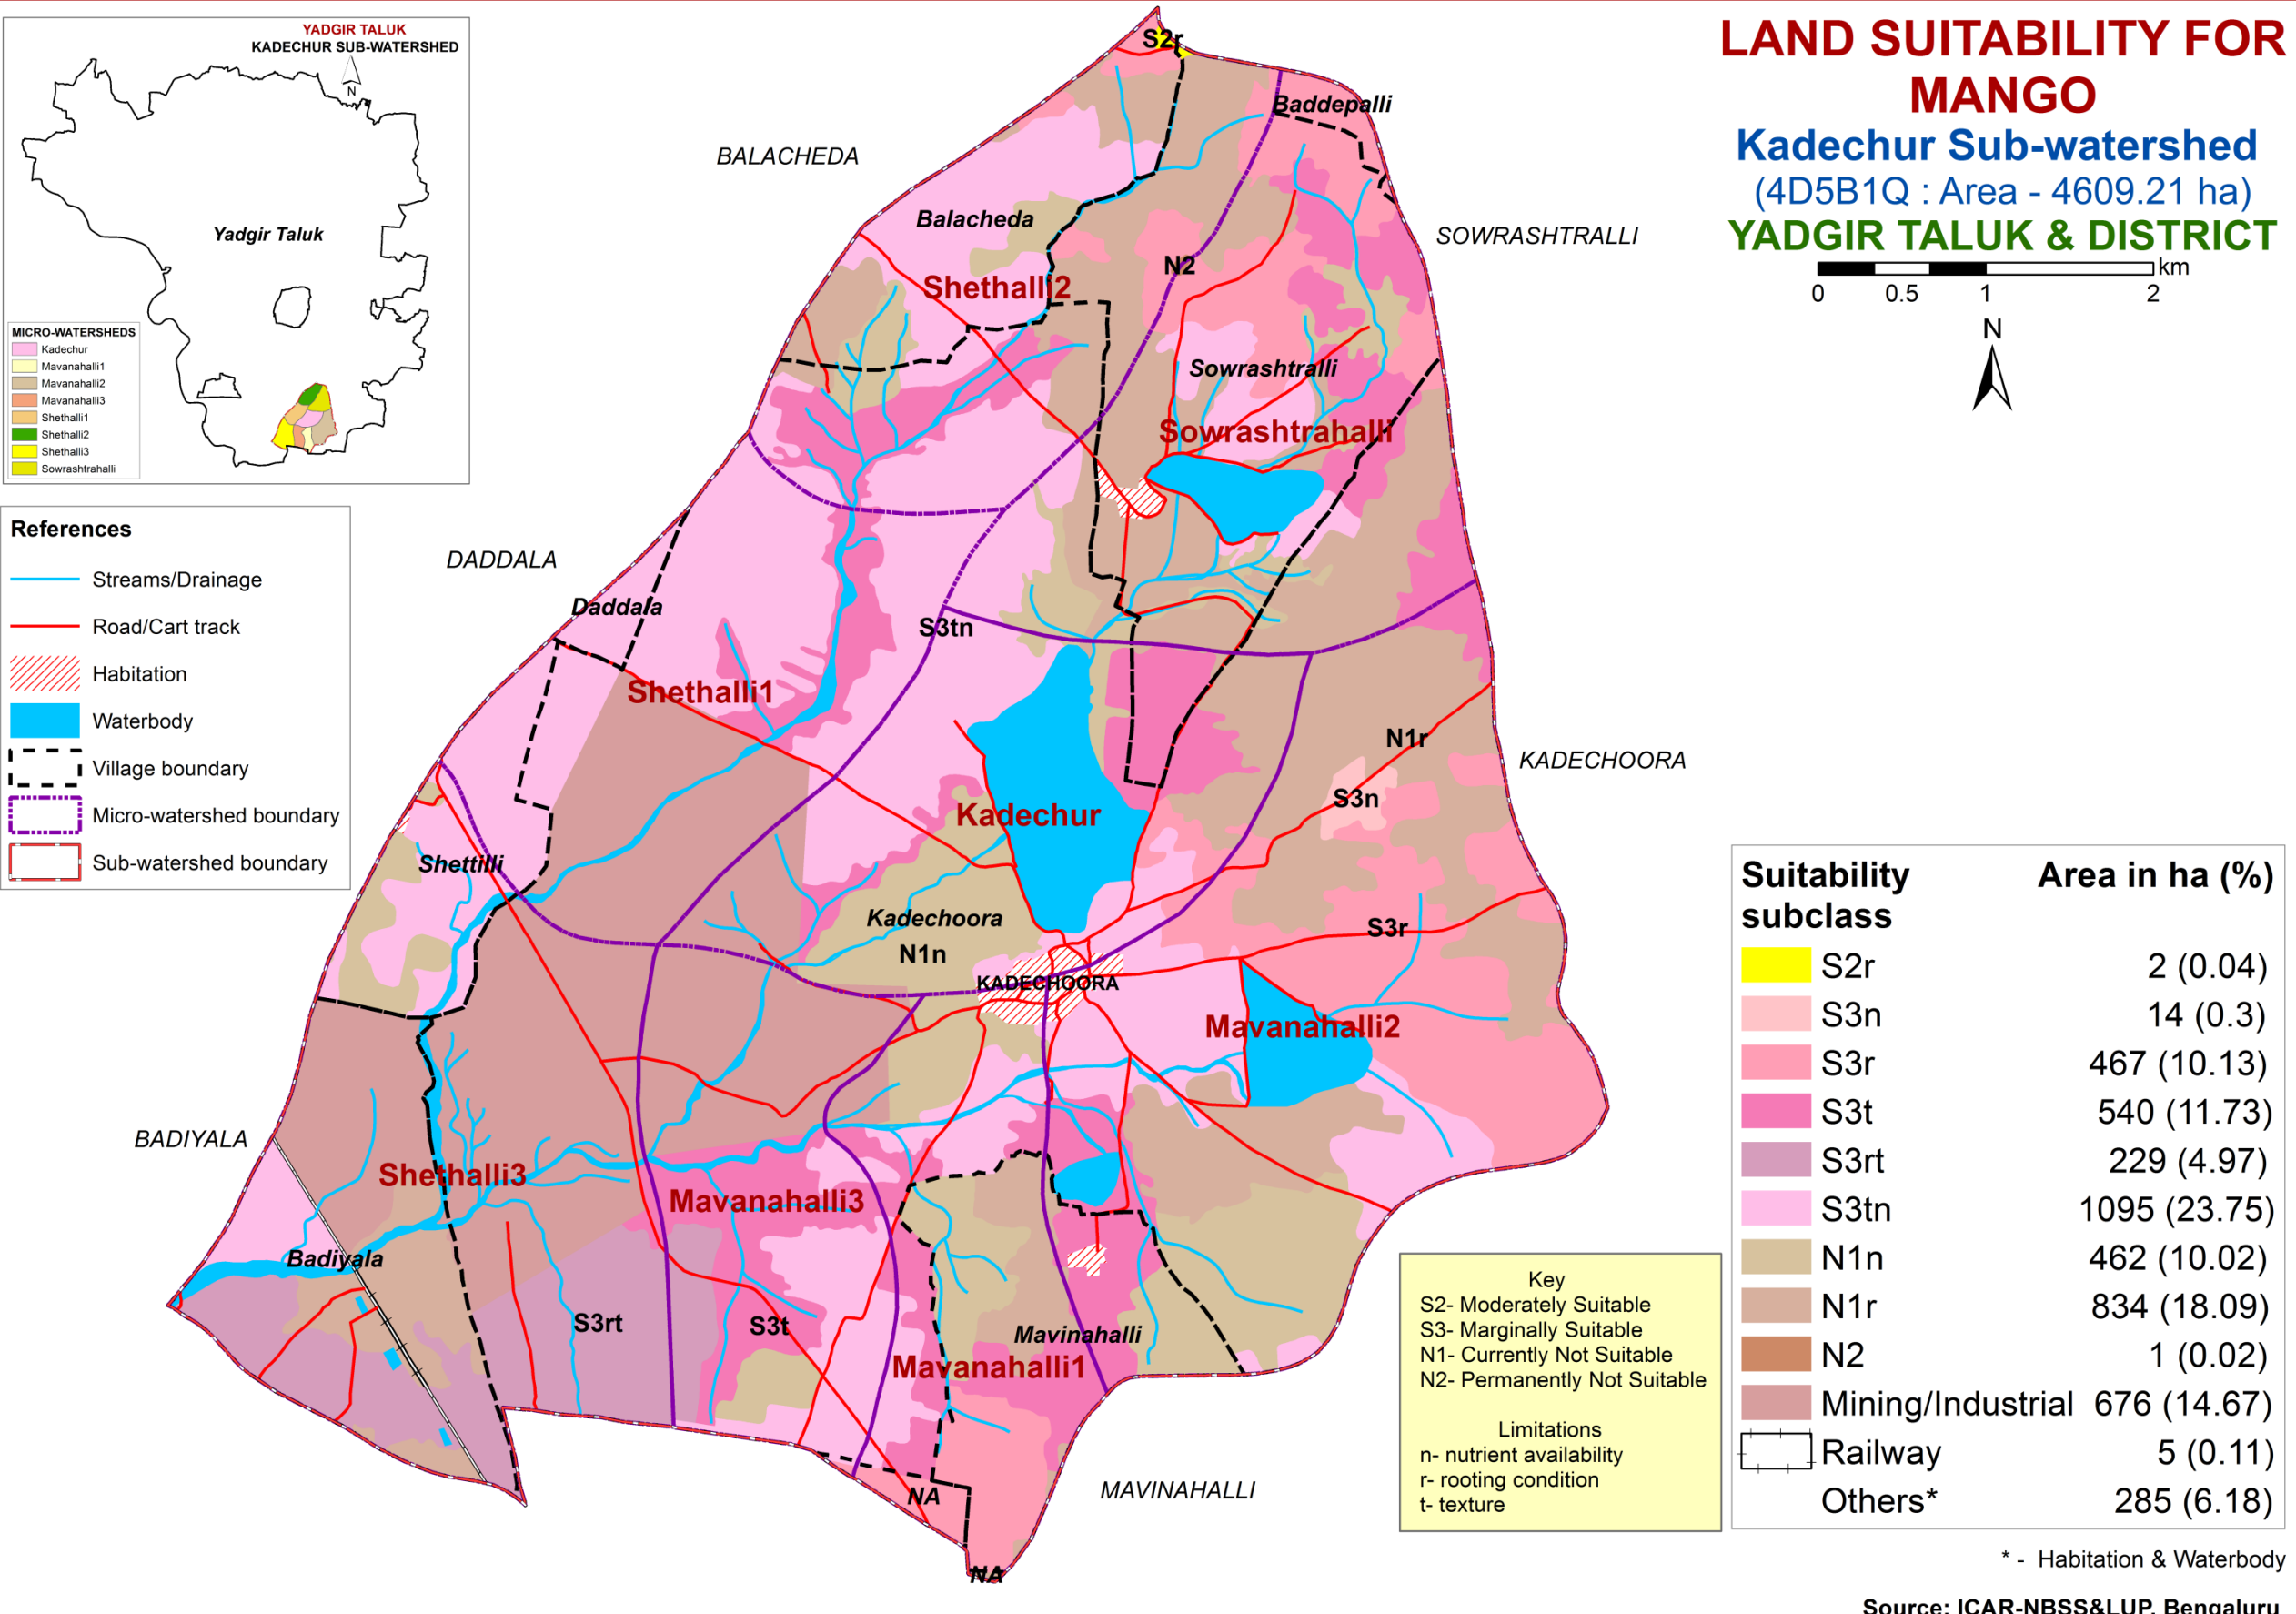 YADGIR TALUK
KADECHUR SUB-WATERSHED
N
Yadgir Taluk
MICRO-WATERSHEDS
Kadechur
Mavanahalli1
Mavanahalli2
Mavanahalli3
Shethalli1
Shethalli2
Shethalli3
Sowrashtrahalli
References
Streams/Drainage
Road/Cart track
Habitation
Waterbody
Village boundary
Micro-watershed boundary
Sub-watershed boundary
LAND SUITABILITY FOR
MANGO
Kadechur Sub-watershed
(4D5B1Q : Area - 4609.21 ha)
YADGIR TALUK & DISTRICT
km
0 0.5 1 2
N
S2r
Baddepalli
BALACHEDA
Balacheda
SOWRASHTRALLI
N2
Shethalli2
Sowrashtralli
Sowrashtrahalli
DADDALA
Daddala
S3tn
Shethalli1
N1r
KADECHOORA
S3n
Kadechur
Shettilli
Kadechoora
S3r
N1n
KADECHOORA
Mavanahalli2
BADIYALA
Shethalli3
Mavanahalli3
Badiyala
S3rt
S3t
Mavinahalli
Mavanahalli1
MAVINAHALLI
NA
NA
Suitability subclass Area in ha (%)
S2r 2 (0.04)
S3n 14 (0.3)
S3r 467 (10.13)
S3t 540 (11.73)
S3rt 229 (4.97)
S3tn 1095 (23.75)
N1n 462 (10.02)
N1r 834 (18.09)
N2 1 (0.02)
Mining/Industrial 676 (14.67)
Railway 5 (0.11)
Others* 285 (6.18)
Key
S2- Moderately Suitable
S3- Marginally Suitable
N1- Currently Not Suitable
N2- Permanently Not Suitable
Limitations
n- nutrient availability
r- rooting condition
t- texture
* - Habitation & Waterbody
Source: ICAR-NBSS&LUP, Bengaluru